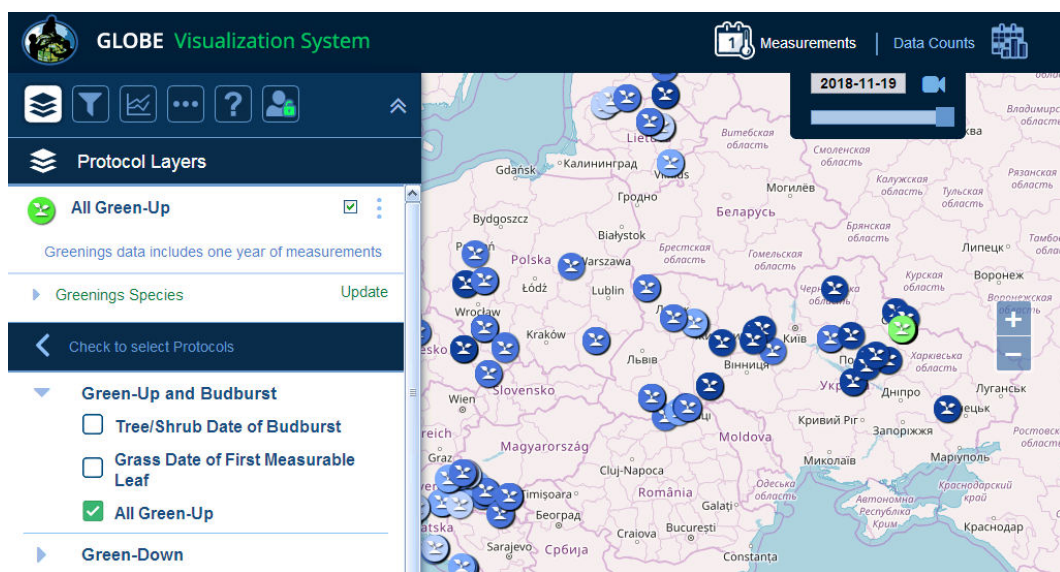 GLOBE Visualization System
Measurements | Data Counts
1
2018-11-19
Protocol Layers
All Green-Up
Greenings data includes one year of measurements
Greenings Species
Update
Check to select Protocols
Green-Up and Budburst
Tree/Shrub Date of Budburst
Grass Date of First Measurable
Leaf
All Green-Up
Green-Down
?
+
−
Владимирс
область
Витебская
область
Смоленская
область
ква
Калининград
Gdańsk
Гродно
Могилёв
Калужская
область
Тульская
область
Рязанская
область
Bydgoszcz
Беларусь
Białystok
Брянская
область
Липецк
Polska
Warszawa
Брестская
область
Гомельская
область
Łódź
Lublin
Курская
область
Воронеж
Воронежская
область
Wrocław
Kraków
Київ
Львів
Вінниця
Харківська
область
Slovensko
Wien
Дніпро
Луганськ
Кривий Ріг
Запоріжжя
Magyarország
Moldova
Graz
Cluj-Napoca
Миколаїв
Маріуполь
Timișoara
România
Galați
Одеська
область
Автономна
Республіка
Крим
Краснодарский
край
Београд
Краснодар
Craiova
București
Sarajevo
Србија
Constanța